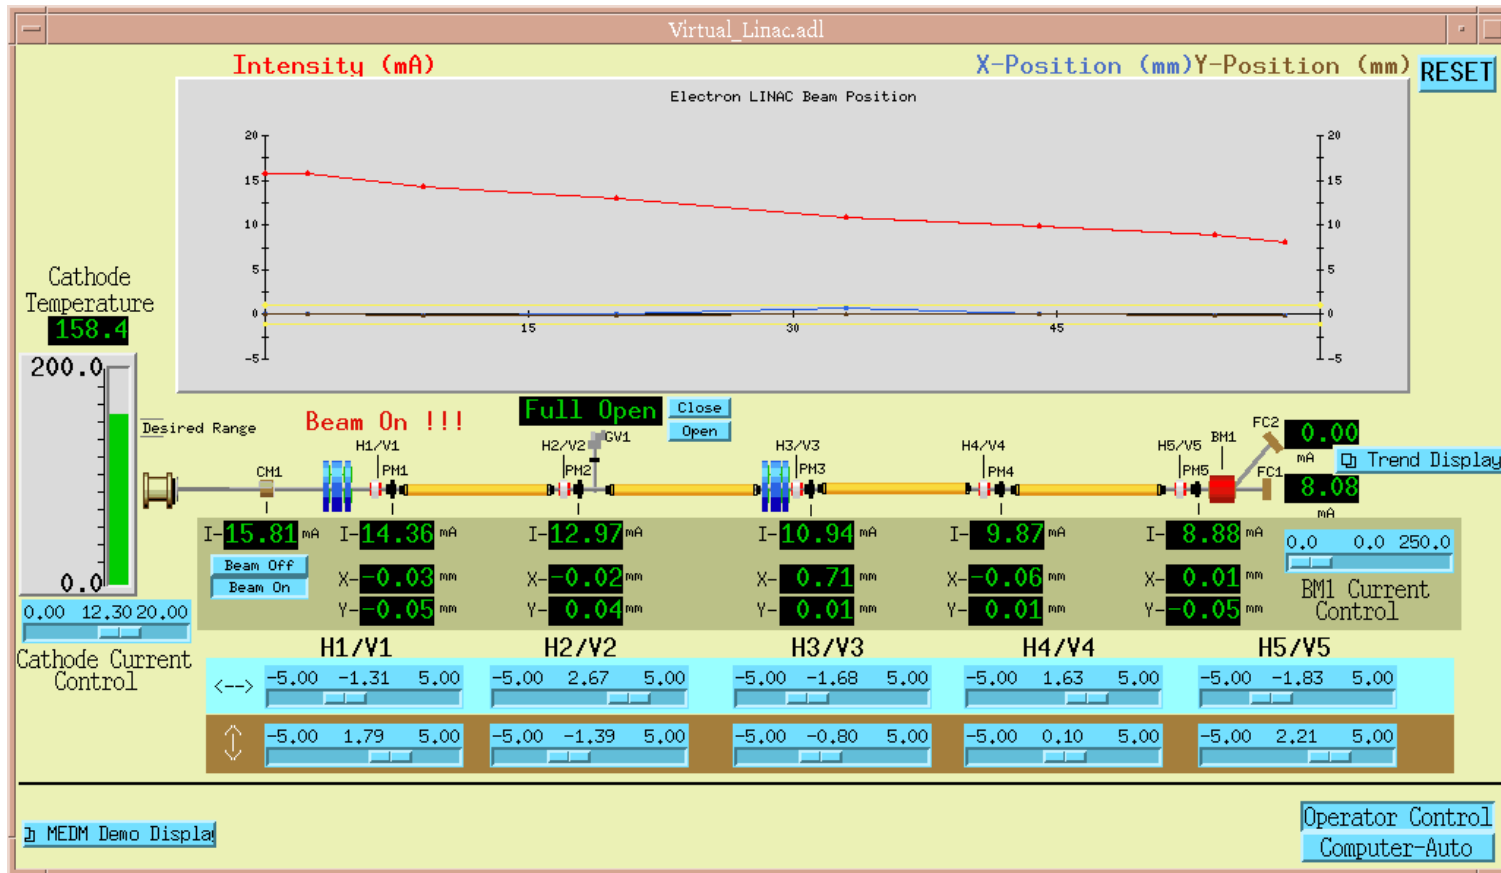 Virtual_Linac.adl
Intensity (mA)
X-Position (mm)Y-Position (mm)
RESET
Electron LINAC Beam Position
20
15
10
5
0
-5
15
30
45
20
15
10
5
0
-5
Cathode
Temperature
158.4
200.0
0.0
Desired Range
Beam On !!!
Full Open
Close
Open
CM1
H1/V1
PM1
H2/V2
PM2
GV1
H3/V3
PM3
H4/V4
PM4
H5/V5
PM5
BM1
FC2
0.00
mA
Trend Display
FC1
8.08
mA
I-15.81 mA
I-14.36 mA
I-12.97 mA
I-10.94 mA
I- 9.87 mA
I- 8.88 mA
Beam Off
Beam On
X--0.03 mm
X--0.02 mm
X- 0.71 mm
X--0.06 mm
X- 0.01 mm
Y--0.05 mm
Y- 0.04 mm
Y- 0.01 mm
Y- 0.01 mm
Y--0.05 mm
0.0 0.0 250.0
BM1 Current
Control
0.00 12.30 20.00
Cathode Current
Control
H1/V1 H2/V2 H3/V3 H4/V4 H5/V5
<--> -5.00 -1.31 5.00 -5.00 2.67 5.00 -5.00 -1.68 5.00 -5.00 1.63 5.00 -5.00 -1.83 5.00
-5.00 1.79 5.00 -5.00 -1.39 5.00 -5.00 -0.80 5.00 -5.00 0.10 5.00 -5.00 2.21 5.00
MEDM Demo Displa
Operator Control
Computer-Auto